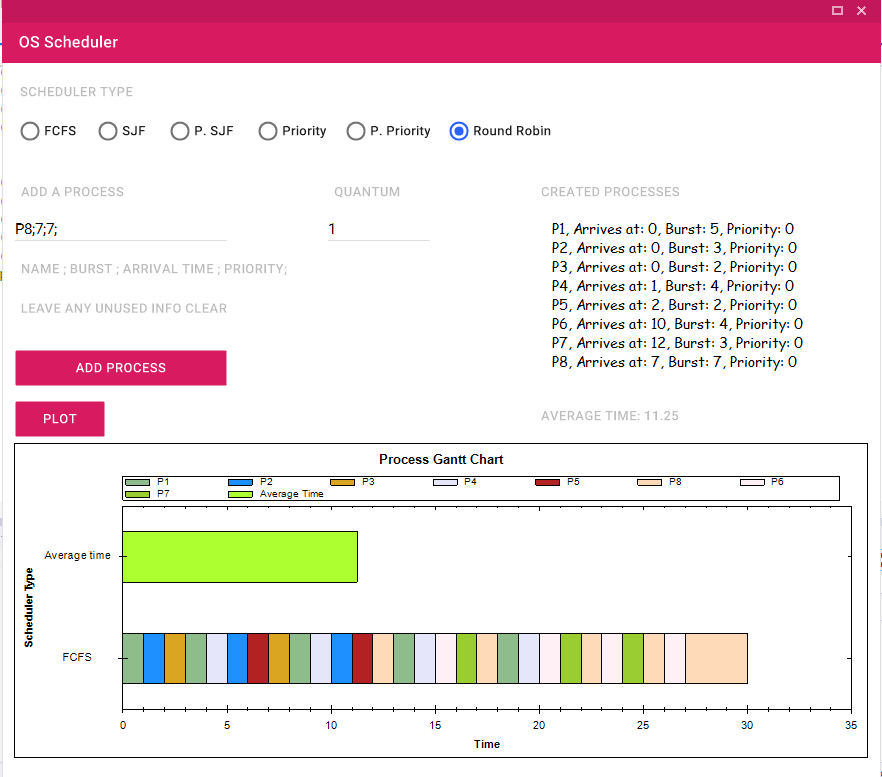 OS Scheduler
SCHEDULER TYPE
FCFS SJF P. SJF Priority P. Priority Round Robin
ADD A PROCESS QUANTUM CREATED PROCESSES
P8;7;7; 1
P1, Arrives at: 0, Burst: 5, Priority: 0
P2, Arrives at: 0, Burst: 3, Priority: 0
P3, Arrives at: 0, Burst: 2, Priority: 0
P4, Arrives at: 1, Burst: 4, Priority: 0
P5, Arrives at: 2, Burst: 2, Priority: 0
P6, Arrives at: 10, Burst: 4, Priority: 0
P7, Arrives at: 12, Burst: 3, Priority: 0
P8, Arrives at: 7, Burst: 7, Priority: 0
NAME ; BURST ; ARRIVAL TIME ; PRIORITY;
LEAVE ANY UNUSED INFO CLEAR
ADD PROCESS
PLOT
AVERAGE TIME: 11.25
Process Gantt Chart
P1 P2 P3 P4 P5 P8 P6
P7 Average Time
Scheduler Type
Average time
FCFS
0 5 10 15 20 25 30 35
Time